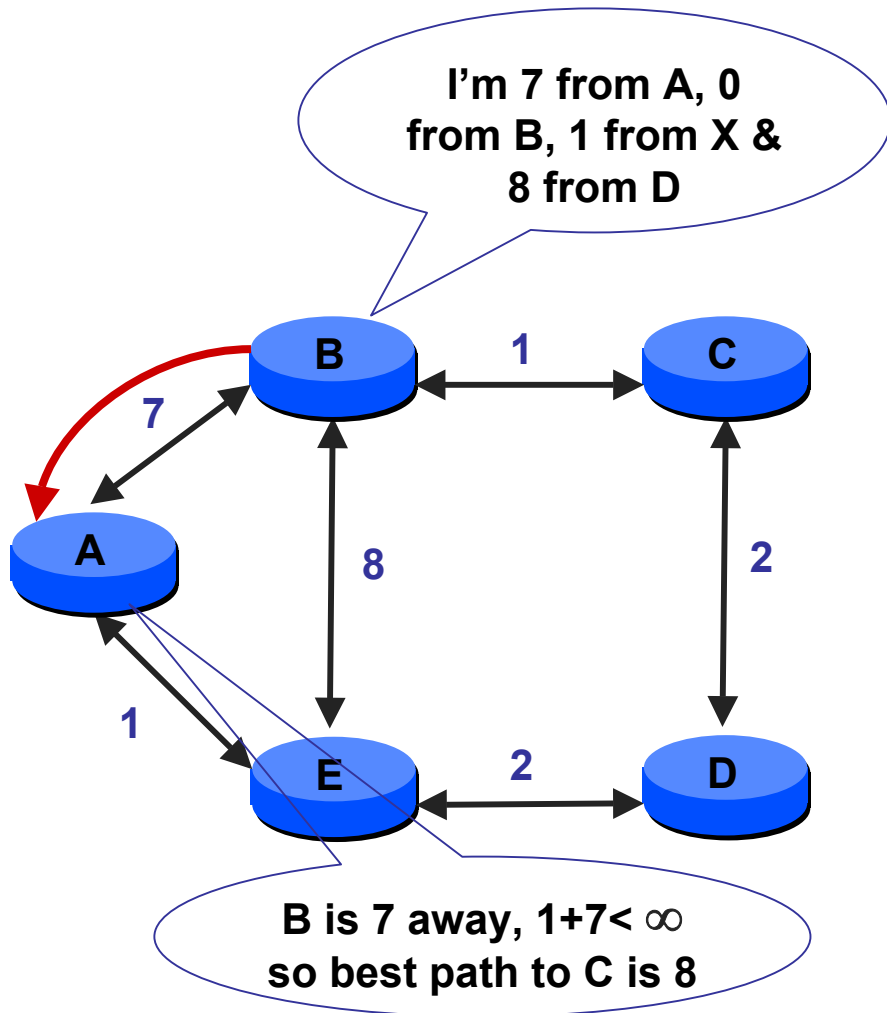 I’m 7 from A, 0
from B, 1 from X &
8 from D
B
1
C
7
A
8
2
1
E
2
D
B is 7 away, 1+7< ∞
so best path to C is 8